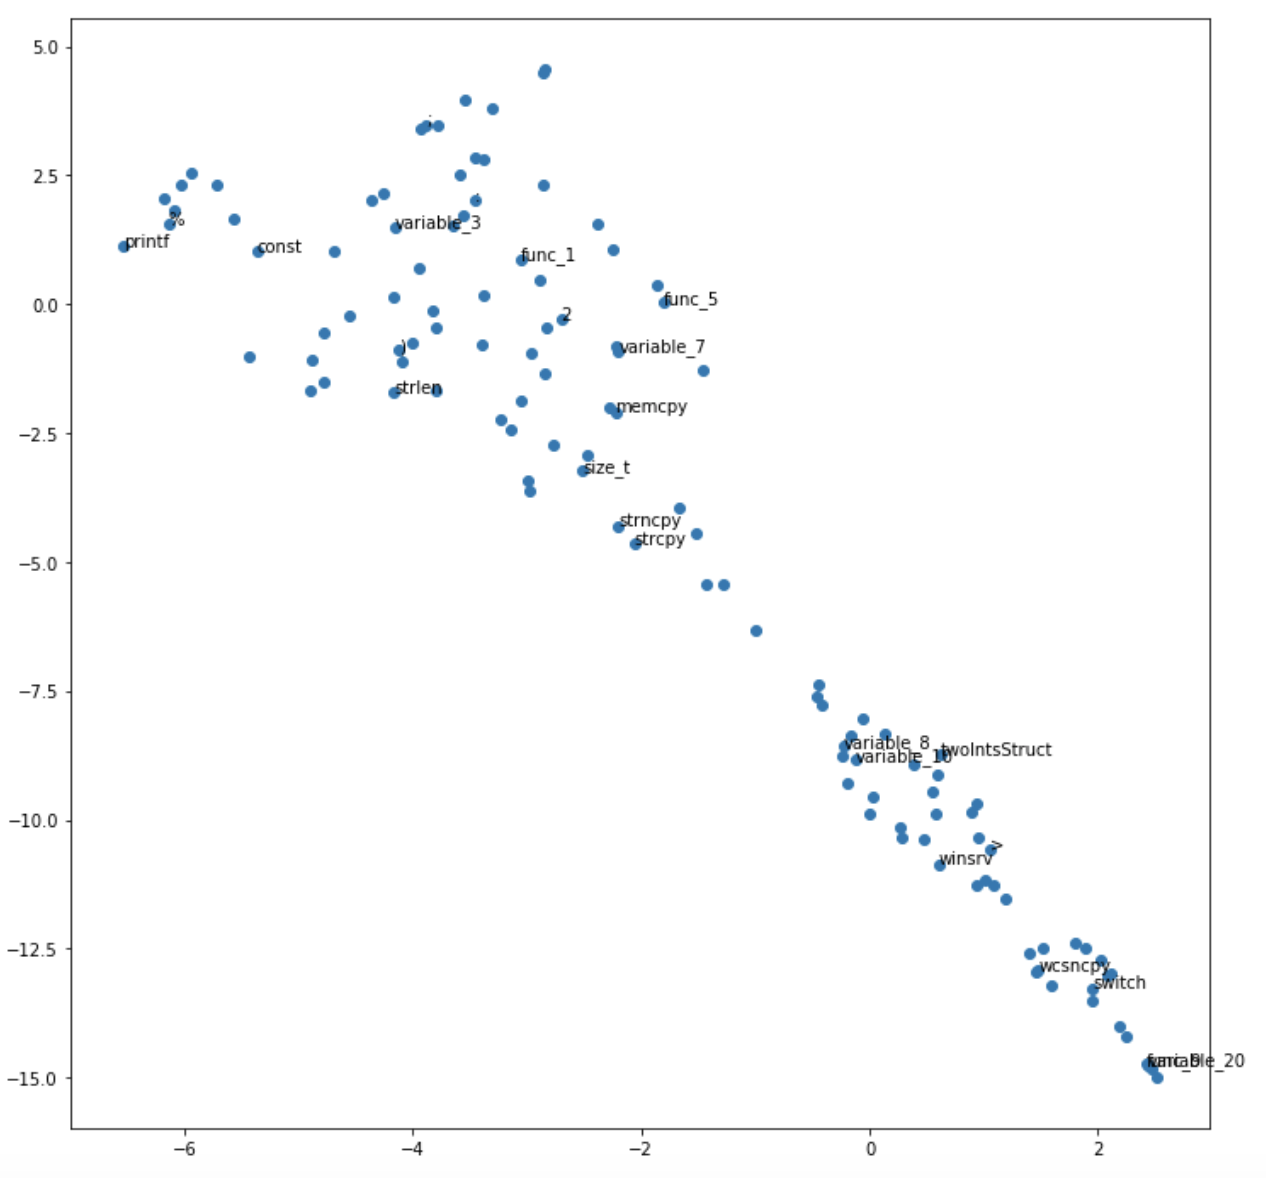 5.0
2.5
0.0
−2.5
−5.0
−7.5
−10.0
−12.5
−15.0
;
%
printf
const
variable_3
func_1
func_5
2
variable_7
)
strlen
memcpy
size_t
strncpy
strcpy
variable_8
twoIntsStruct
variable_10
>
winsrv
wcsncpy
switch
func_9
variable_20
−6
−4
−2
0
2